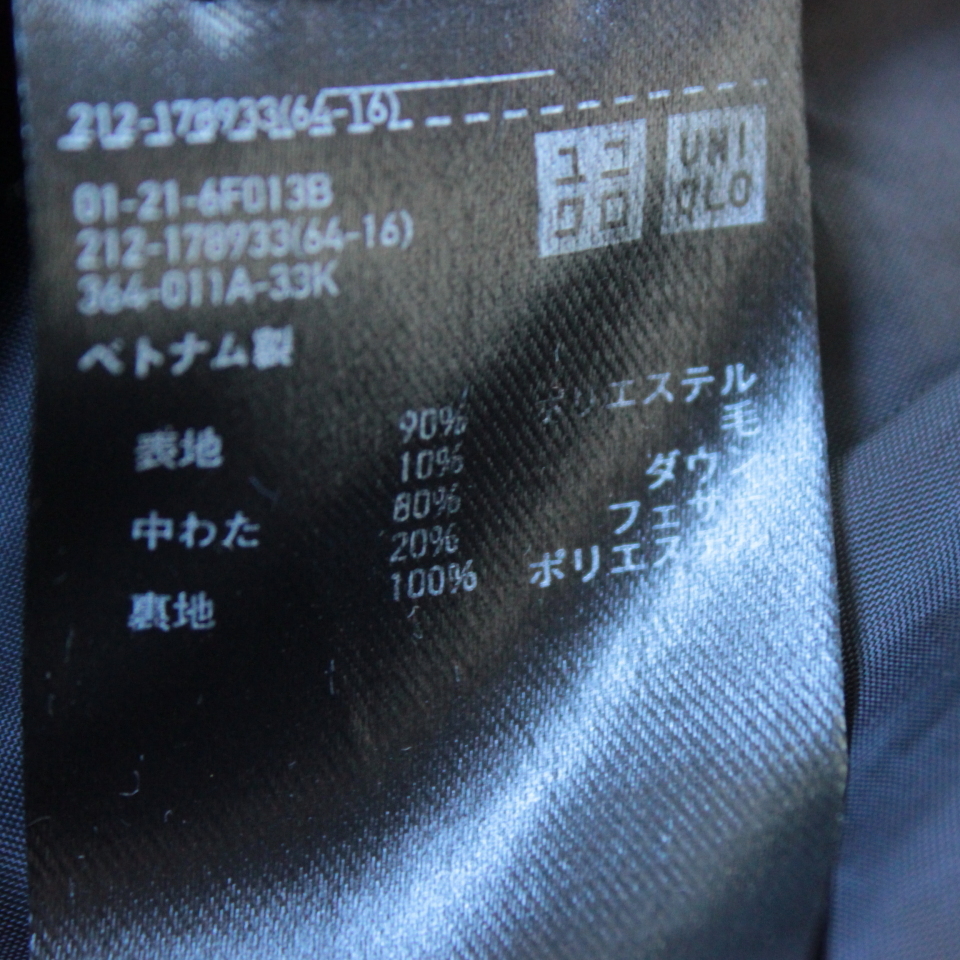 212-178933(64-16)
ユニ
クロ
UNI
QLO
01-21-6F013B
212-178933(64-16)
364-011A-33K
ベトナム製
表地 90% ポリエステル
10% 毛
中わた 80% ダウン
20% フェザー
裏地 100% ポリエステル